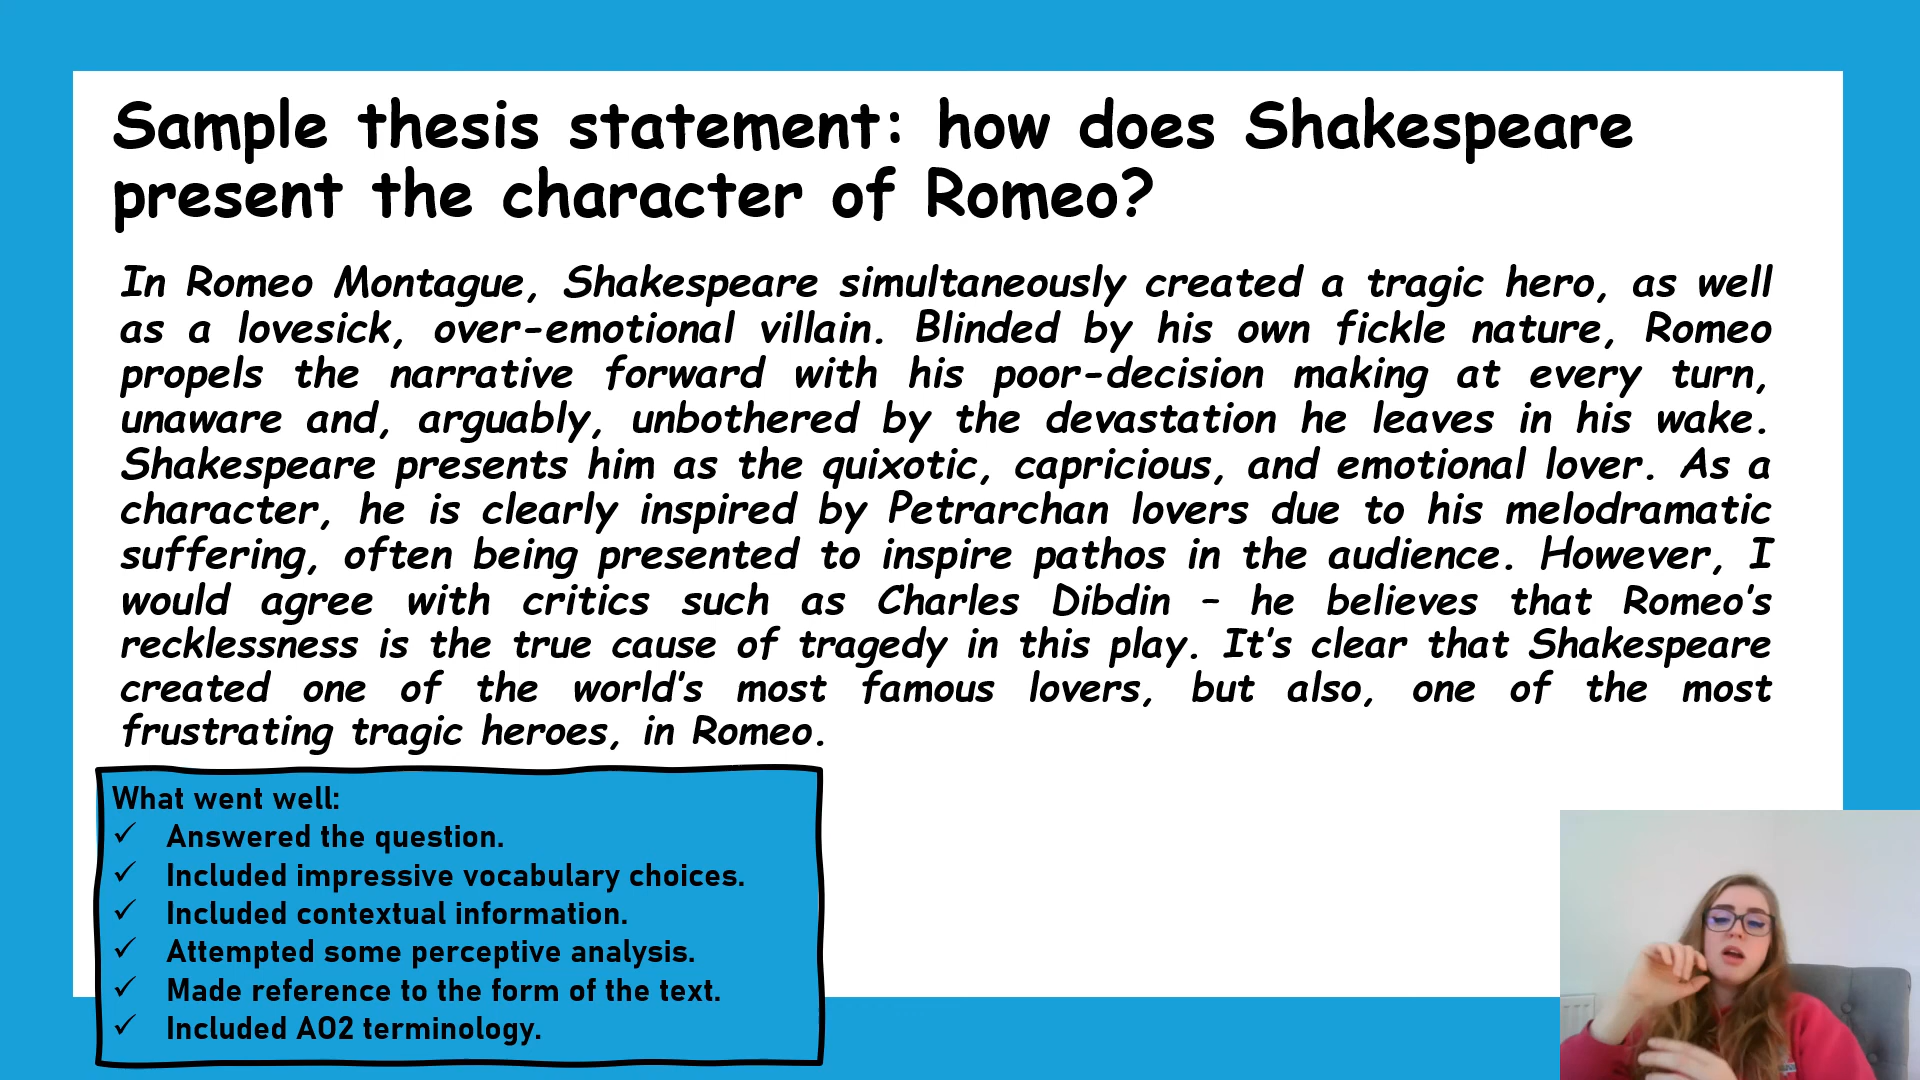 Sample thesis statement: how does Shakespeare
present the character of Romeo?
In Romeo Montague, Shakespeare simultaneously created a tragic hero, as well
as a lovesick, over-emotional villain. Blinded by his own fickle nature, Romeo
propels the narrative forward with his poor-decision making at every turn,
unaware and, arguably, unbothered by the devastation he leaves in his wake.
Shakespeare presents him as the quixotic, capricious, and emotional lover. As a
character, he is clearly inspired by Petrarchan lovers due to his melodramatic
suffering, often being presented to inspire pathos in the audience. However, I
would agree with critics such as Charles Dibdin – he believes that Romeo’s
recklessness is the true cause of tragedy in this play. It’s clear that Shakespeare
created one of the world’s most famous lovers, but also, one of the most
frustrating tragic heroes, in Romeo.
What went well:
✓ Answered the question.
✓ Included impressive vocabulary choices.
✓ Included contextual information.
✓ Attempted some perceptive analysis.
✓ Made reference to the form of the text.
✓ Included AO2 terminology.